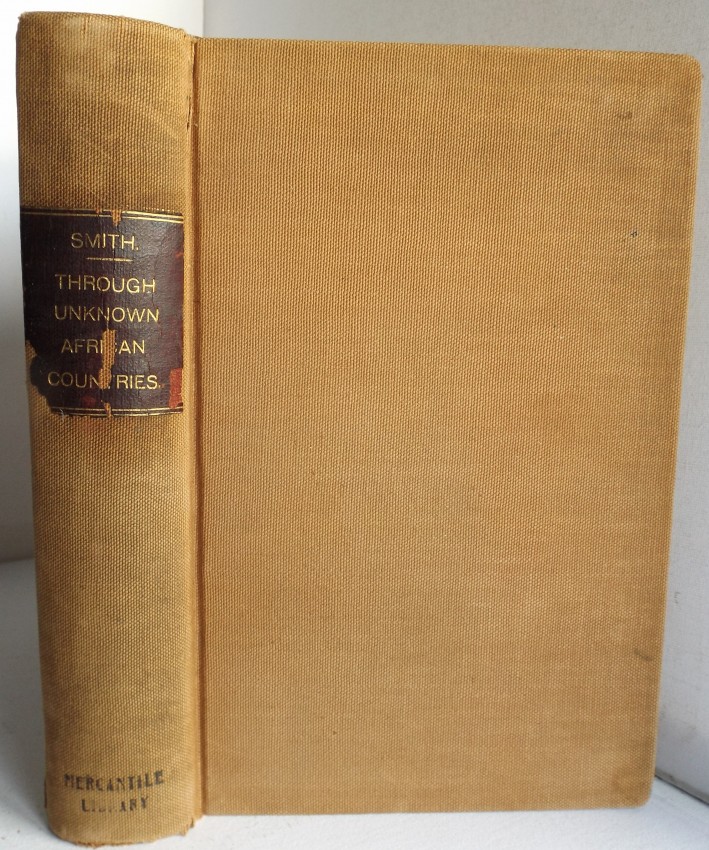 SMITH.
THROUGH
UNKNOWN
AFRICAN
COUNTRIES.
MERCANTILE
LIBRARY